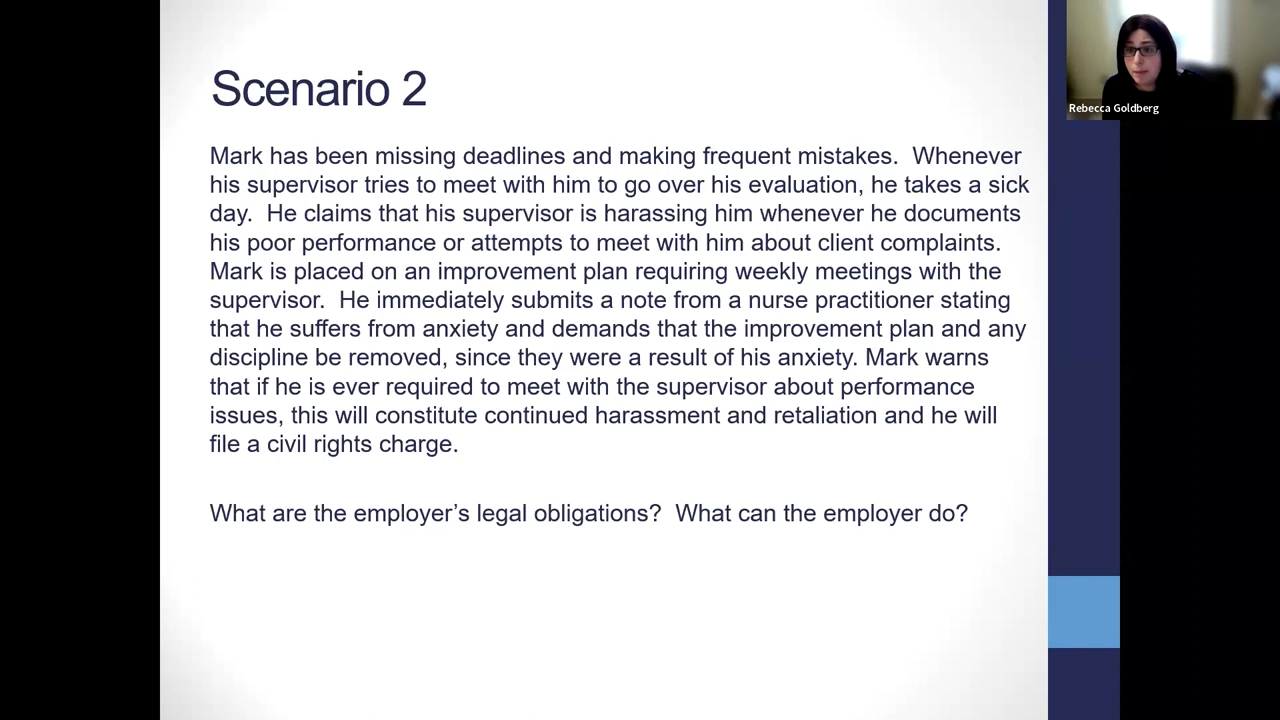 Scenario 2
Mark has been missing deadlines and making frequent mistakes.  Whenever
his supervisor tries to meet with him to go over his evaluation, he takes a sick
day.  He claims that his supervisor is harassing him whenever he documents
his poor performance or attempts to meet with him about client complaints.
Mark is placed on an improvement plan requiring weekly meetings with the
supervisor.  He immediately submits a note from a nurse practitioner stating
that he suffers from anxiety and demands that the improvement plan and any
discipline be removed, since they were a result of his anxiety. Mark warns
that if he is ever required to meet with the supervisor about performance
issues, this will constitute continued harassment and retaliation and he will
file a civil rights charge.
What are the employer’s legal obligations?  What can the employer do?
Rebecca Goldberg